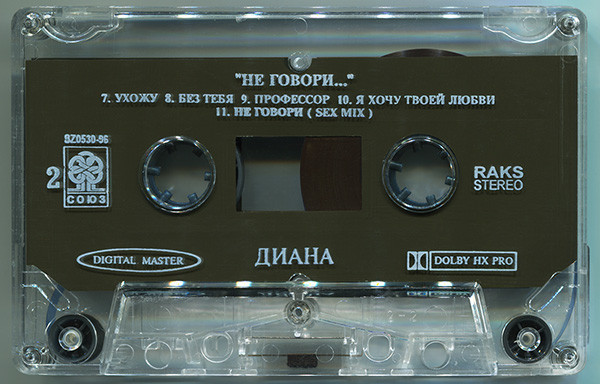 "НЕ ГОВОРИ..."
7. УХОЖУ 8. БЕЗ ТЕБЯ 9. ПРОФЕССОР 10. Я ХОЧУ ТВОЕЙ ЛЮБВИ
11. НЕ ГОВОРИ ( SEX MIX )
SZ0530-96
2
СОЮЗ
RAKS
STEREO
DIGITAL MASTER
ДИАНА
DOLBY HX PRO